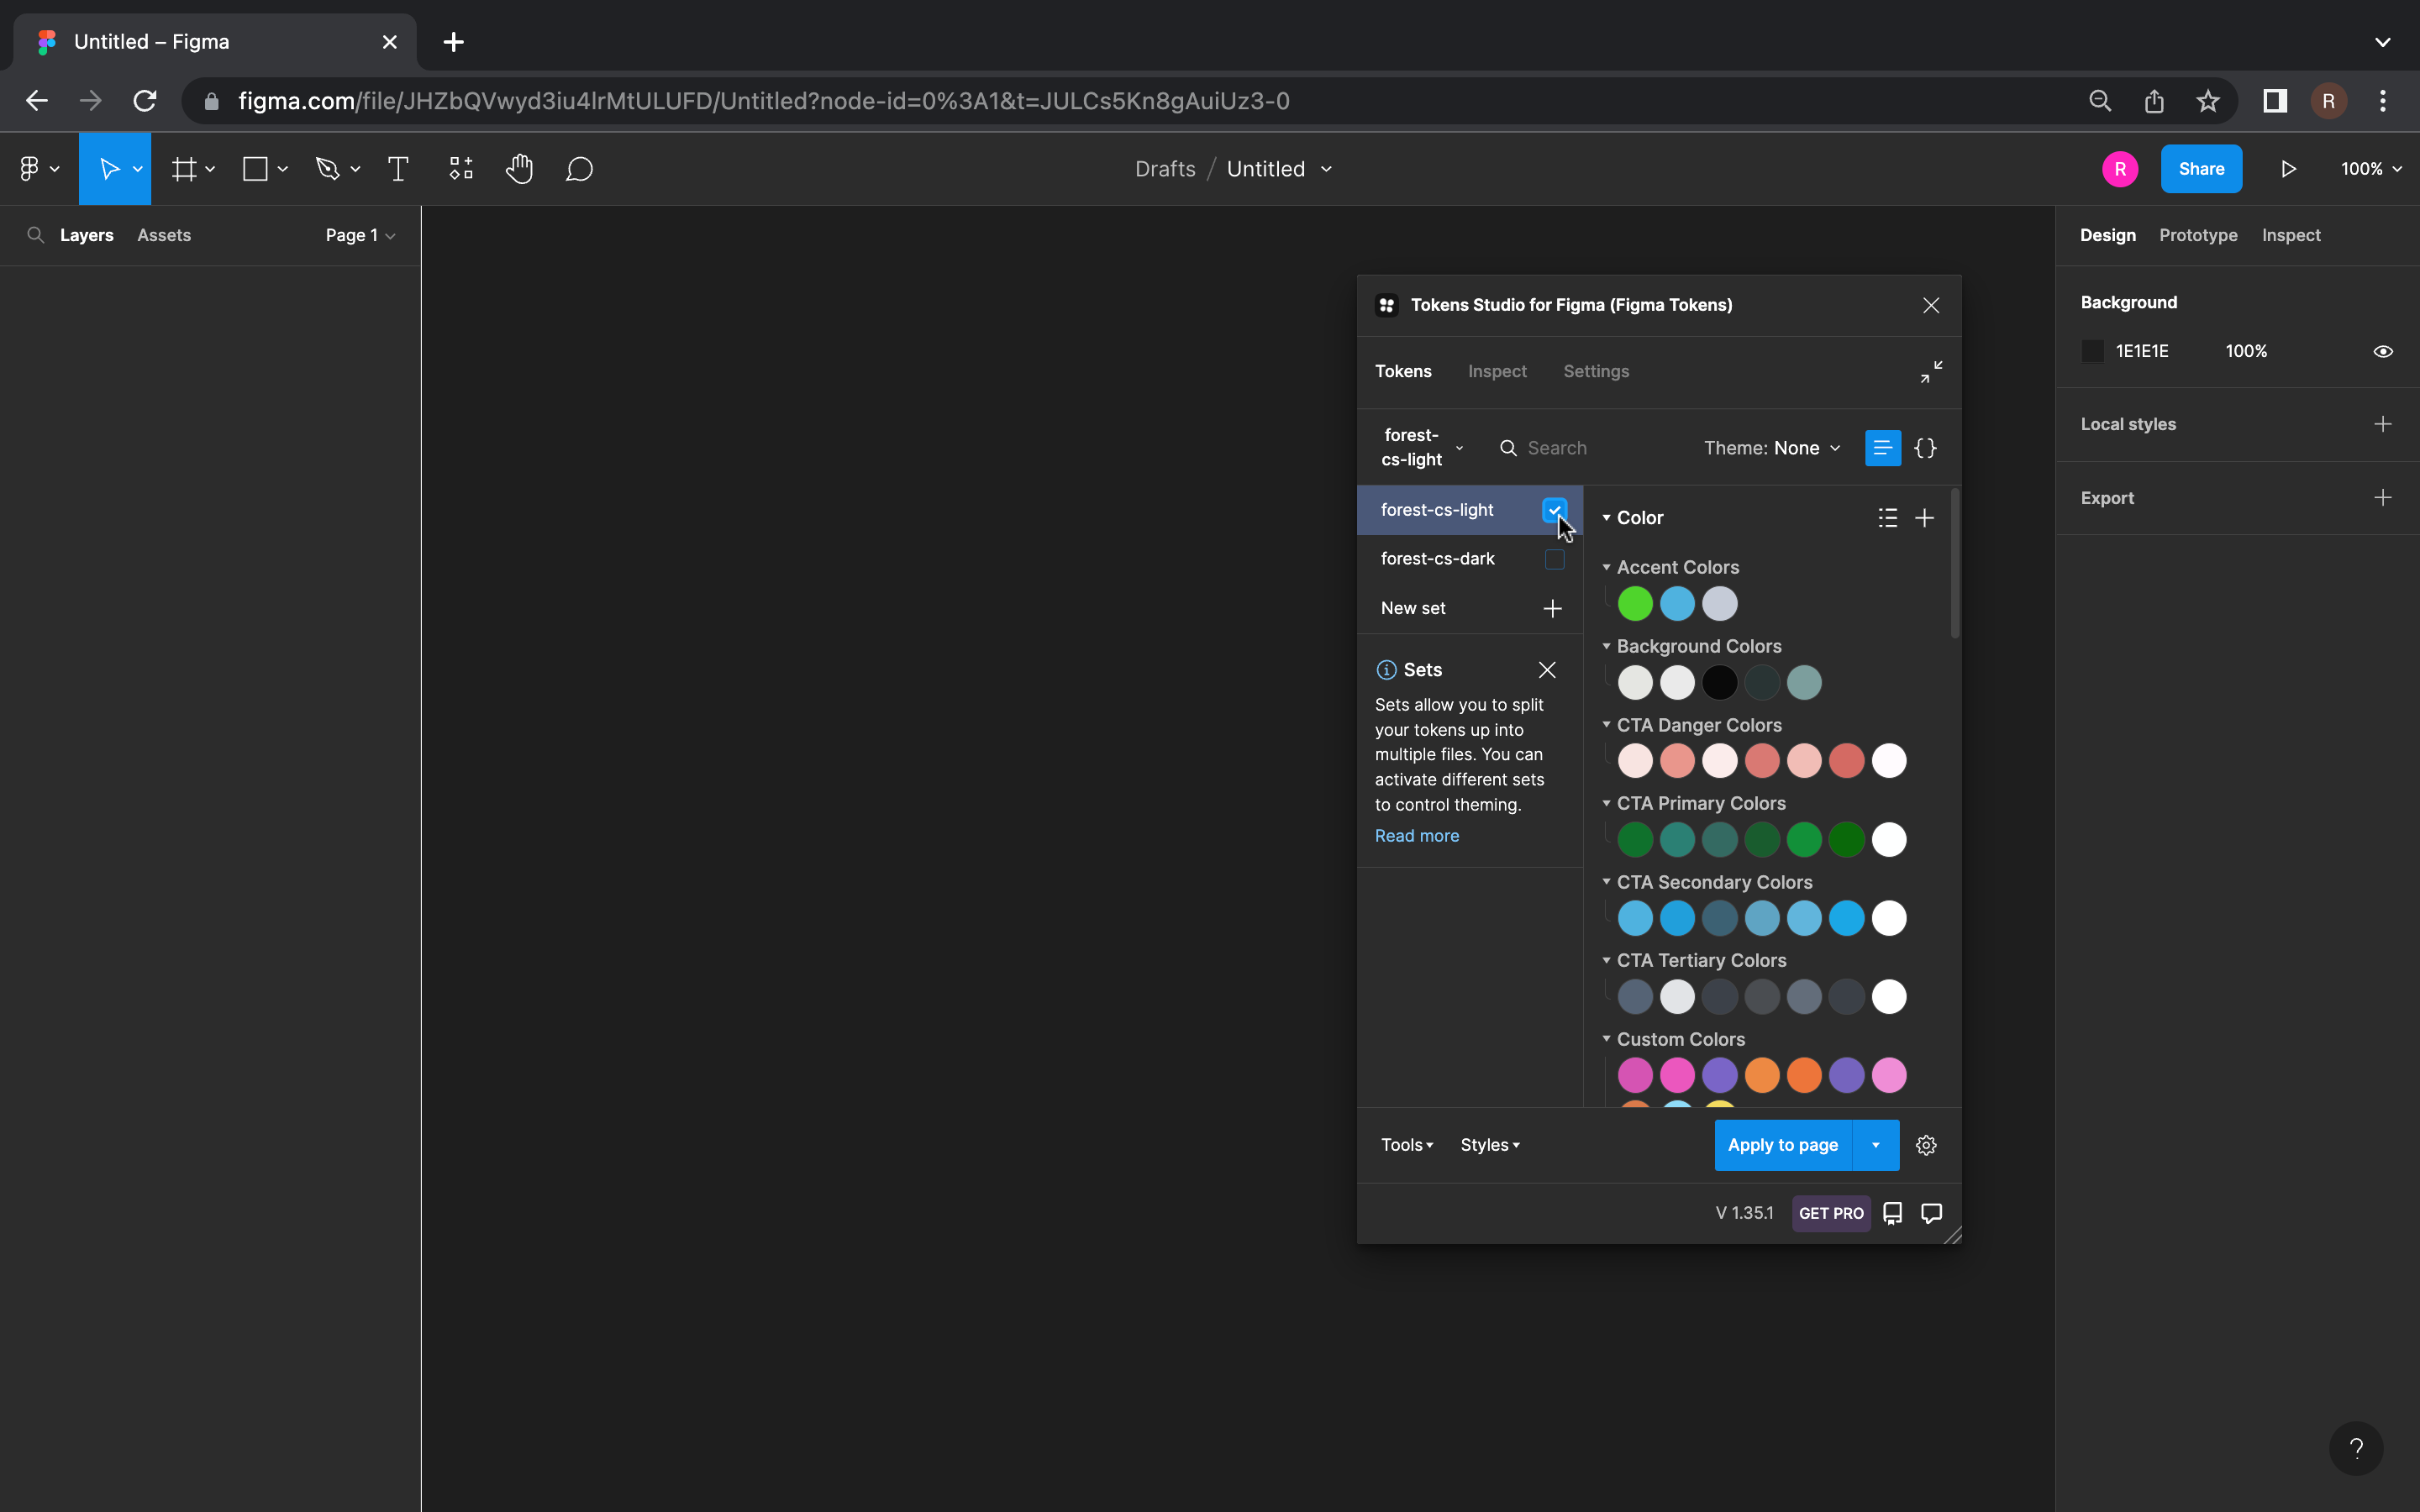 Untitled – Figma
figma.com/file/JHZbQVwyd3iu4lrMtULUFD/Untitled?node-id=0%3A1&t=JULCs5Kn8gAuiUz3-0
R
Drafts / Untitled
R
Share
100%
Layers
Assets
Page 1
Design
Prototype
Inspect
Background
1E1E1E
100%
Local styles
Export
Tokens Studio for Figma (Figma Tokens)
Tokens
Inspect
Settings
forest-
cs-light
Search
Theme: None
forest-cs-light
forest-cs-dark
New set
Sets
Sets allow you to split
your tokens up into
multiple files. You can
activate different sets
to control theming.
Read more
Color
Accent Colors
Background Colors
CTA Danger Colors
CTA Primary Colors
CTA Secondary Colors
CTA Tertiary Colors
Custom Colors
Tools
Styles
Apply to page
V 1.35.1
GET PRO
?